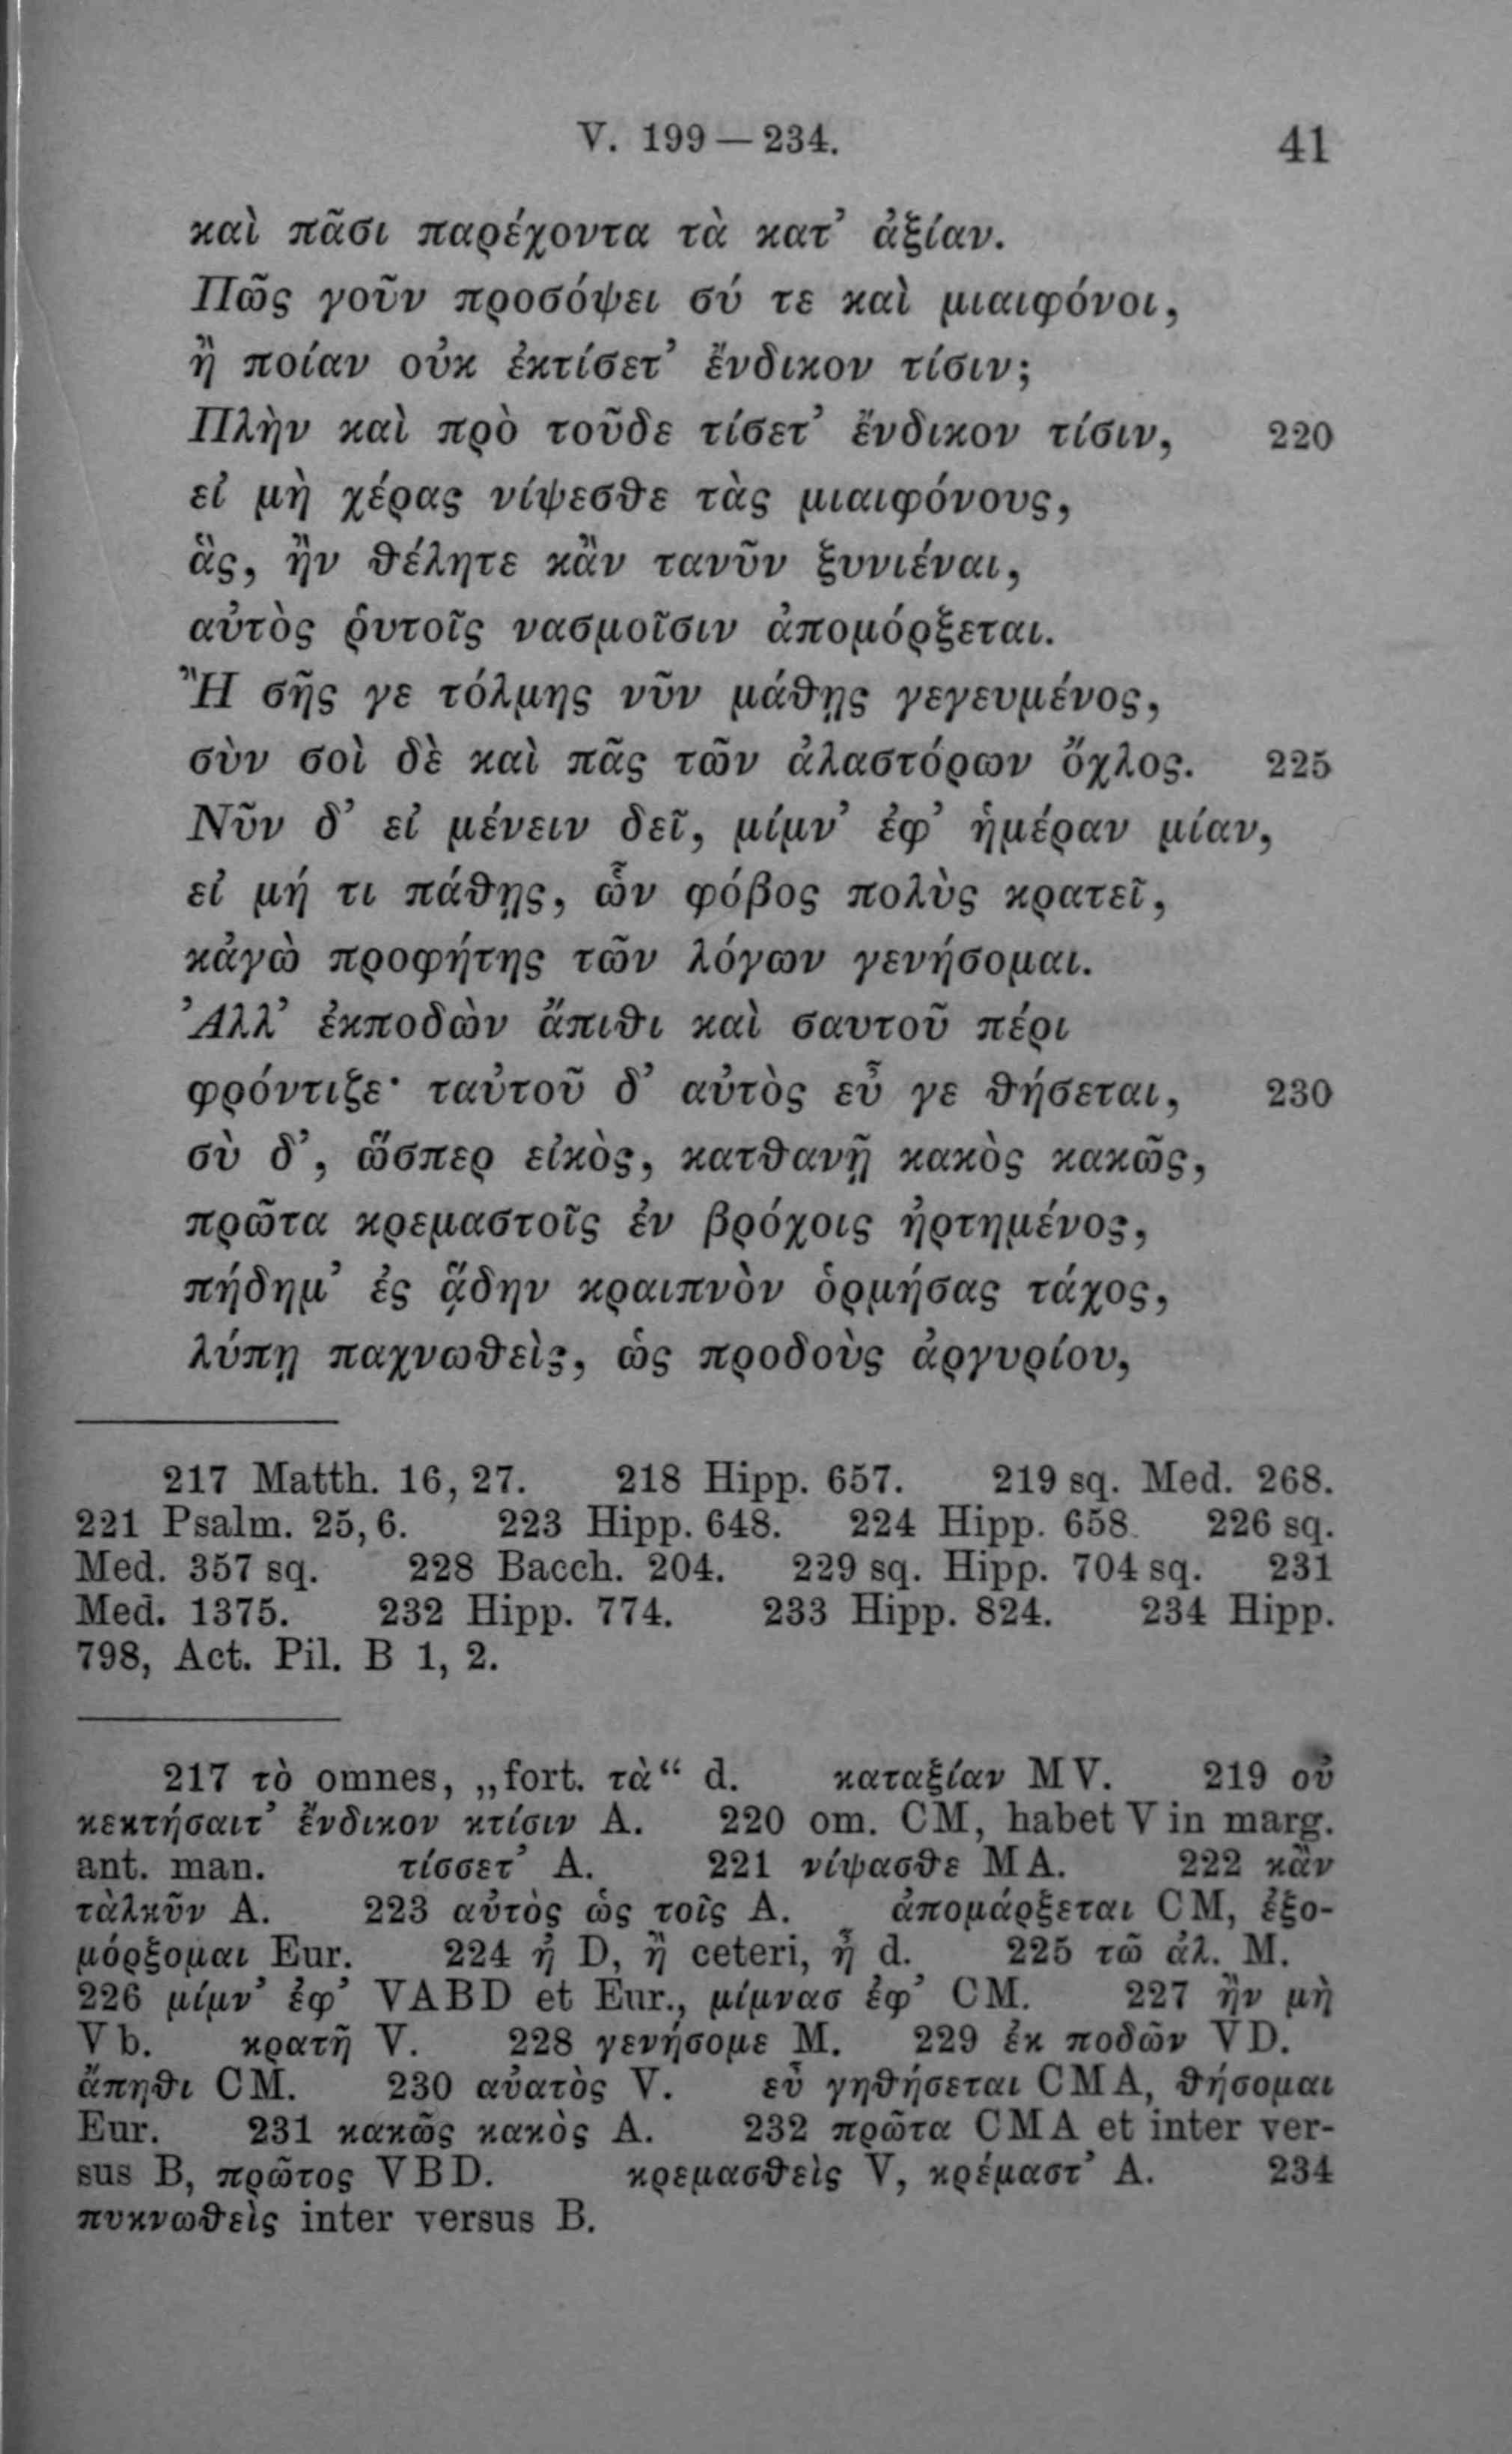 V. 199 — 234. 41
καὶ πᾶσι παρέχοντα τὰ κατ’ ἀξίαν.
Πῶς γοῦν προσόψει σύ τε καὶ μιαιφόνοι,
ἢ ποίαν οὐκ ἐκτίσετ’ ἔνδικον τίσιν;
Πλὴν καὶ πρὸ τοῦδε τίσετ’ ἔνδικον τίσιν, 220
εἰ μὴ χέρας νίψεσθε τὰς μιαιφόνους,
ἃς, ἢν θέλητε κἂν τανῦν ξυνιέναι,
αὐτὸς ῥυτοῖς νασμοῖσιν ἀπομόρξεται.
Ἢ σῆς γε τόλμης νῦν μάθῃς γεγευμένος,
σὺν σοὶ δὲ καὶ πᾶς τῶν ἀλαστόρων ὄχλος. 225
Νῦν δ’ εἰ μένειν δεῖ, μίμν’ ἐφ’ ἡμέραν μίαν,
εἰ μή τι πάθῃς, ὧν φόβος πολὺς κρατεῖ,
κἀγὼ προφήτης τῶν λόγων γενήσομαι.
Ἀλλ’ ἐκποδὼν ἄπιθι καὶ σαυτοῦ πέρι
φρόντιζε· ταὐτοῦ δ’ αὐτὸς εὖ γε θήσεται, 230
σὺ δ’, ὥσπερ εἰκὸς, κατθανῇ κακὸς κακῶς,
πρῶτα κρεμαστοῖς ἐν βρόχοις ἠρτημένος,
πήδημ’ ἐς ᾅδην κραιπνὸν ὁρμήσας τάχος,
λύπῃ παχνωθεὶς, ὡς προδοὺς ἀργυρίου,
217 Matth. 16, 27. 218 Hipp. 657. 219 sq. Med. 268.
221 Psalm. 25, 6. 223 Hipp. 648. 224 Hipp. 658. 226 sq.
Med. 357 sq. 228 Bacch. 204. 229 sq. Hipp. 704 sq. 231
Med. 1375. 232 Hipp. 774. 233 Hipp. 824. 234 Hipp.
798, Act. Pil. B 1, 2.
217 τὸ omnes, „fort. τὰ“ d. καταξίαν MV. 219 οὐ
κεκτήσαιτ’ ἔνδικον κτίσιν A. 220 om. CM, habet V in marg.
ant. man. τίσσετ’ A. 221 νίψασθε MA. 222 κἂν
τὰλκῦν A. 223 αὐτὸς ὡς τοῖς A. ἀπομάρξεται CM, ἐξο-
μόρξομαι Eur. 224 ἠ D, ἢ ceteri, ἦ d. 225 τῶ ἀλ. M.
226 μίμν’ ἐφ’ VABD et Eur., μίμνασ ἐφ’ CM. 227 ἢν μὴ
Vb. κρατῆ V. 228 γενήσομε M. 229 ἐκ ποδῶν VD.
ἄπηθι CM. 230 αὐατὸς V. εὖ γηθήσεται CMA, θήσομαι
Eur. 231 κακῶς κακὸς A. 232 πρῶτα CMA et inter ver-
sus B, πρῶτος VBD. κρεμασθεὶς V, κρέμαστ’ A. 234
πυκνωθεὶς inter versus B.